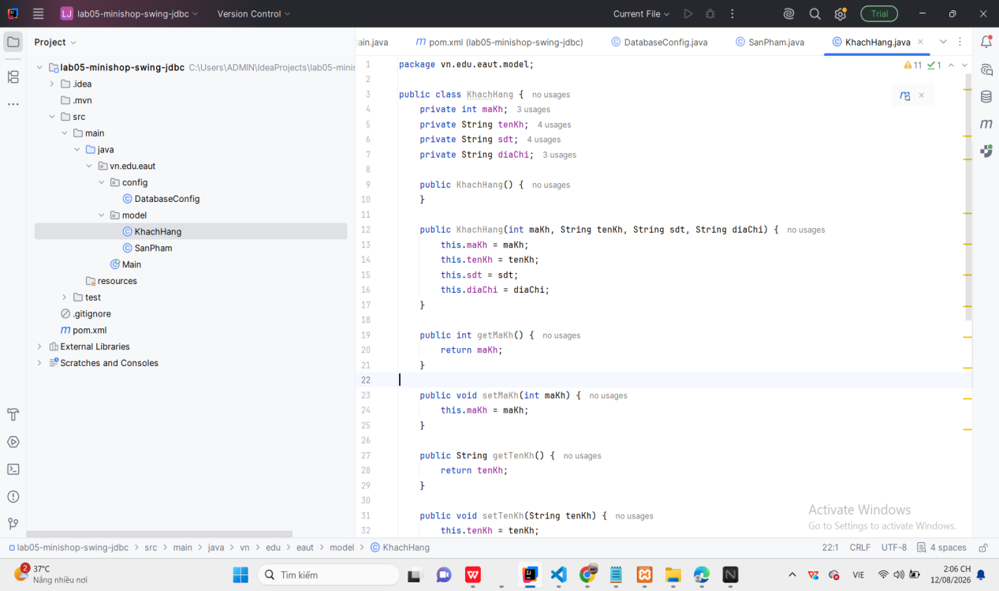 LJ lab05-minishop-swing-jdbc Version Control Current File Trial
Project
ain.java pom.xml (lab05-minishop-swing-jdbc) DatabaseConfig.java SanPham.java KhachHang.java
lab05-minishop-swing-jdbc C:\Users\ADMIN\IdeaProjects\lab05-minis
.idea
.mvn
src
main
java
vn.edu.eaut
config
DatabaseConfig
model
KhachHang
SanPham
Main
resources
test
.gitignore
pom.xml
External Libraries
Scratches and Consoles
11 1
1 package vn.edu.eaut.model;
2
3 public class KhachHang { no usages
4 private int maKh; 3 usages
5 private String tenKh; 4 usages
6 private String sdt; 4 usages
7 private String diaChi; 3 usages
8
9 public KhachHang() { no usages
10 }
11
12 public KhachHang(int maKh, String tenKh, String sdt, String diaChi) { no usages
13 this.maKh = maKh;
14 this.tenKh = tenKh;
15 this.sdt = sdt;
16 this.diaChi = diaChi;
17 }
18
19 public int getMaKh() { no usages
20 return maKh;
21 }
22
23 public void setMaKh(int maKh) { no usages
24 this.maKh = maKh;
25 }
26
27 public String getTenKh() { no usages
28 return tenKh;
29 }
30
31 public void setTenKh(String tenKh) { no usages
32 this.tenKh = tenKh;
Activate Windows
Go to Settings to activate Windows.
lab05-minishop-swing-jdbc > src > main > java > vn > edu > eaut > model > KhachHang 22:1 CRLF UTF-8 4 spaces
2 37°C
Nắng nhiều nơi
Tìm kiếm
VIE
2:06 CH
12/08/2026